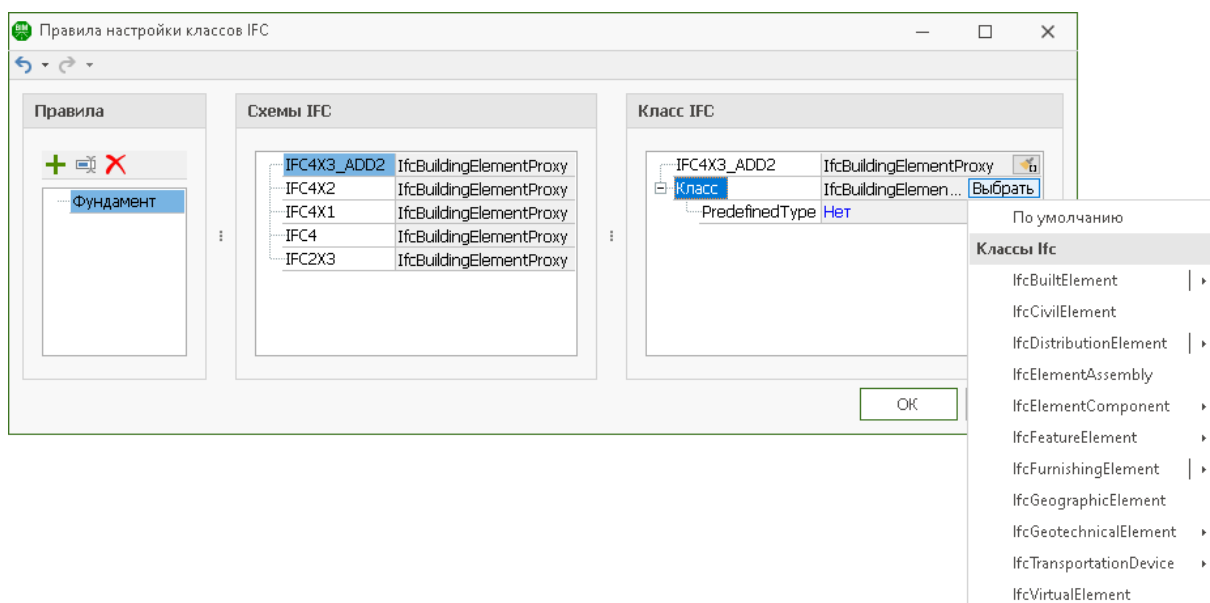 BIM
Правила настройки классов IFC
Правила
Схемы IFC
Класс IFC
Фундамент
IFC4X3_ADD2 IfcBuildingElementProxy
IFC4X2 IfcBuildingElementProxy
IFC4X1 IfcBuildingElementProxy
IFC4 IfcBuildingElementProxy
IFC2X3 IfcBuildingElementProxy
IFC4X3_ADD2 IfcBuildingElementProxy
Класс IfcBuildingElemen... Выбрать
PredefinedType Нет
ОК
По умолчанию
Классы Ifc
IfcBuiltElement
IfcCivilElement
IfcDistributionElement
IfcElementAssembly
IfcElementComponent
IfcFeatureElement
IfcFurnishingElement
IfcGeographicElement
IfcGeotechnicalElement
IfcTransportationDevice
IfcVirtualElement